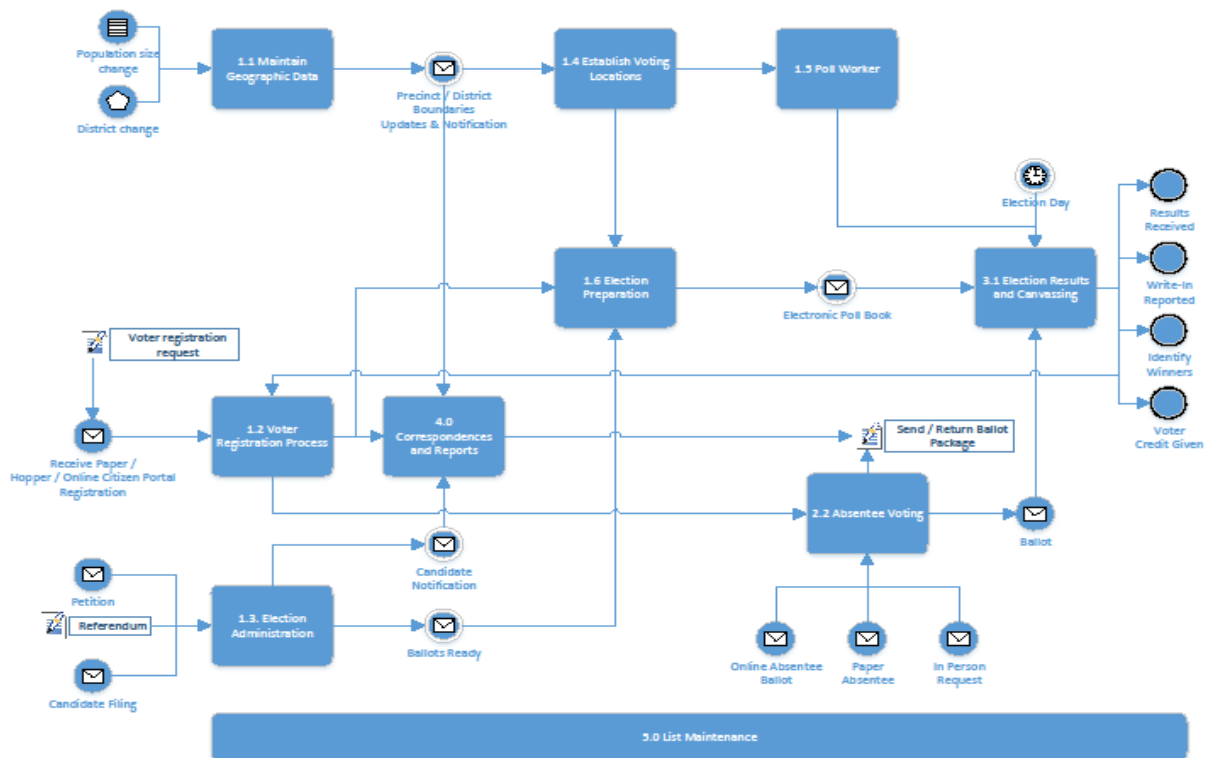 Population size
change
District change
1.1 Maintain
Geographic Data
Precinct / District
Boundaries
Updates & Notification
1.4 Establish Voting
Locations
1.5 Poll Worker
Election Day
Results
Received
Write-In
Reported
Identify
Winners
Voter
Credit Given
1.6 Election
Preparation
Electronic Poll Book
3.1 Election Results
and Canvassing
Voter registration
request
Receive Paper /
Hopper / Online Citizen Portal
Registration
1.2 Voter
Registration Process
4.0
Correspondences
and Reports
Send / Return Ballot
Package
2.2 Absentee Voting
Ballot
Candidate
Notification
Petition
Referendum
Candidate Filing
1.3. Election
Administration
Ballots Ready
Online Absentee
Ballot
Paper
Absentee
In Person
Request
5.0 List Maintenance